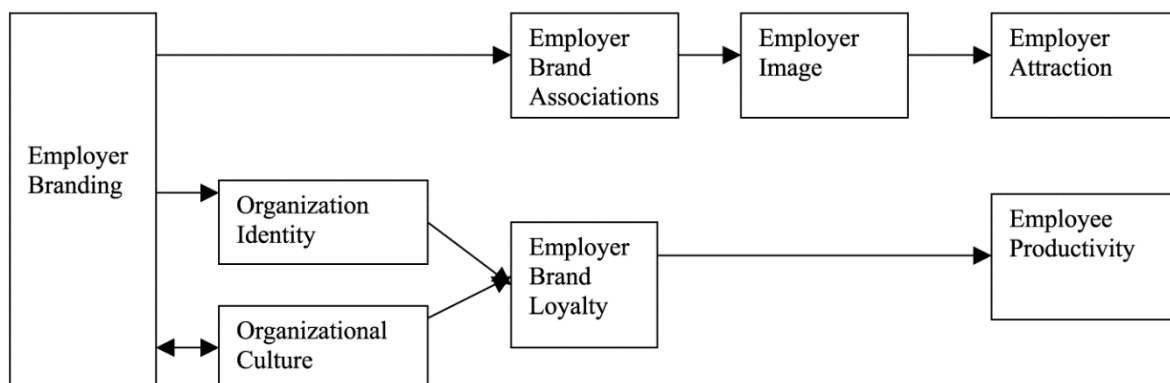 Employer
Branding
Employer
Brand
Associations
Employer
Image
Employer
Attraction
Organization
Identity
Organizational
Culture
Employer
Brand
Loyalty
Employee
Productivity